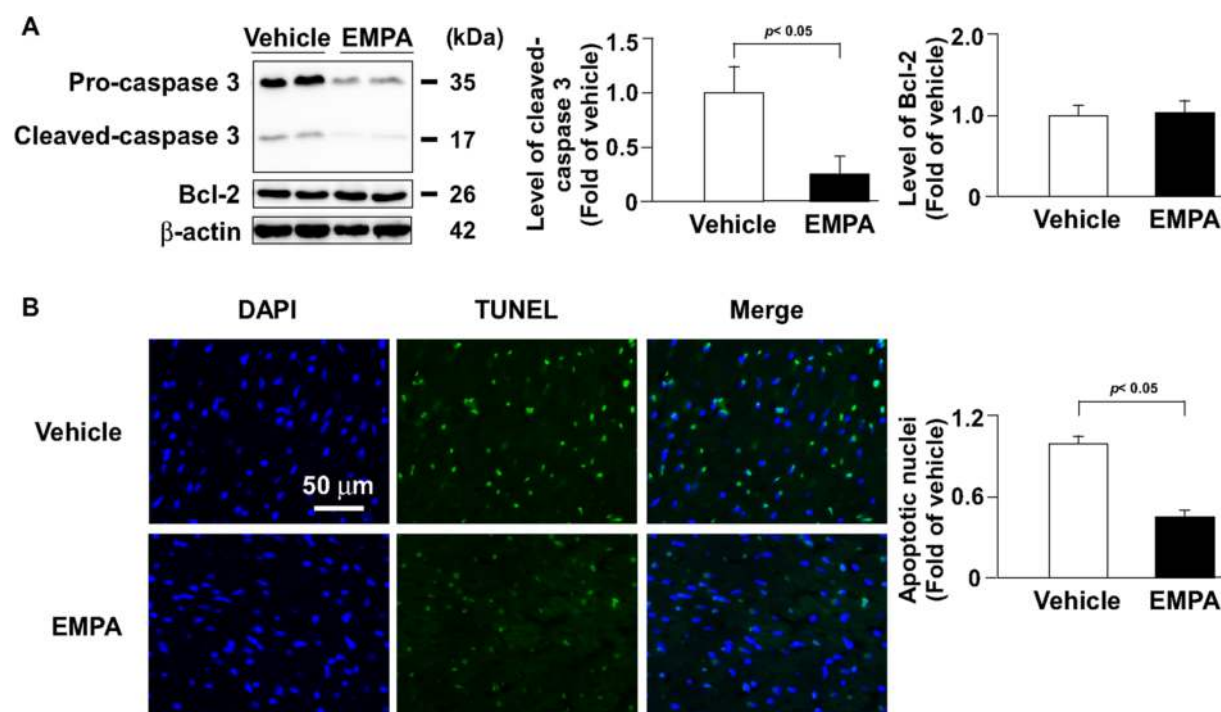 A
Vehicle EMPA (kDa)
Pro-caspase 3 35
Cleaved-caspase 3 17
Bcl-2 26
β-actin 42
Level of cleaved-
caspase 3
(Fold of vehicle)
p< 0.05
1.5
1.0
0.5
0
Vehicle EMPA
Level of Bcl-2
(Fold of vehicle)
2.0
1.0
0
Vehicle EMPA
B
DAPI TUNEL Merge
Vehicle
50 μm
EMPA
Apoptotic nuclei
(Fold of vehicle)
p< 0.05
1.2
0.6
0
Vehicle EMPA